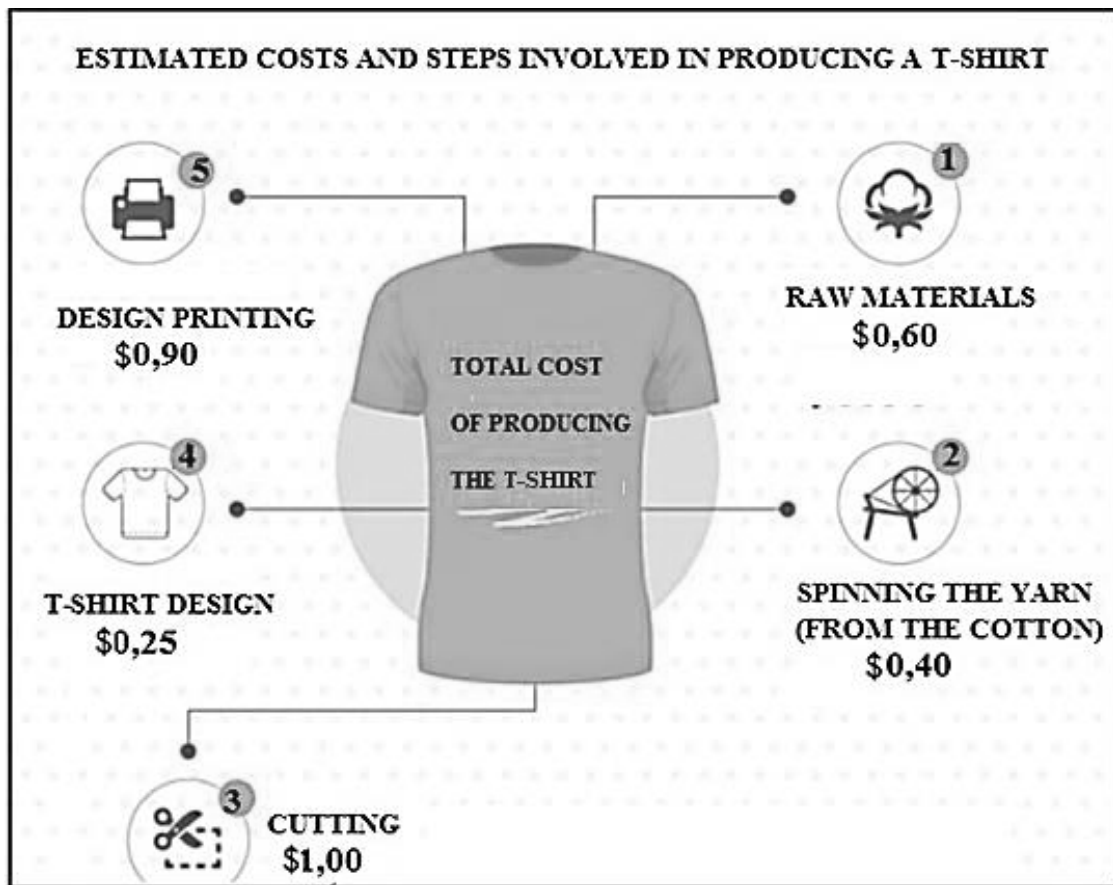 ESTIMATED COSTS AND STEPS INVOLVED IN PRODUCING A T-SHIRT
1
RAW MATERIALS
$0,60
2
SPINNING THE YARN
(FROM THE COTTON)
$0,40
3
CUTTING
$1,00
4
T-SHIRT DESIGN
$0,25
5
DESIGN PRINTING
$0,90
TOTAL COST
OF PRODUCING
THE T-SHIRT